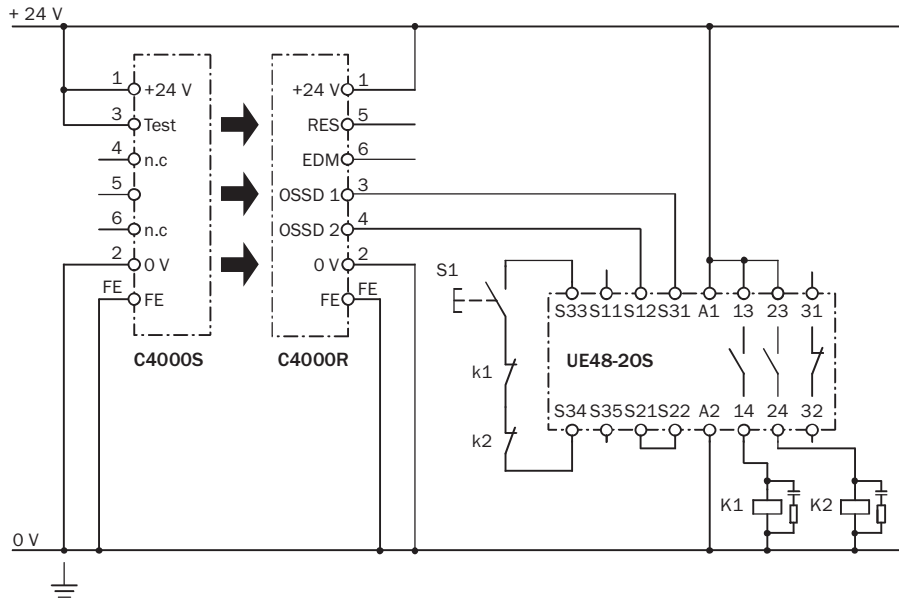 + 24 V
1 +24 V
3 Test
4 n.c
5
6 n.c
2 0 V
FE FE
C4000S
+24 V 1
RES 5
EDM 6
OSSD 1 3
OSSD 2 4
0 V 2
FE FE
C4000R
S1
k1
k2
S33 S11 S12 S31 A1 13 23 31
UE48-2OS
S34 S35 S21 S22 A2 14 24 32
K1 K2
0 V